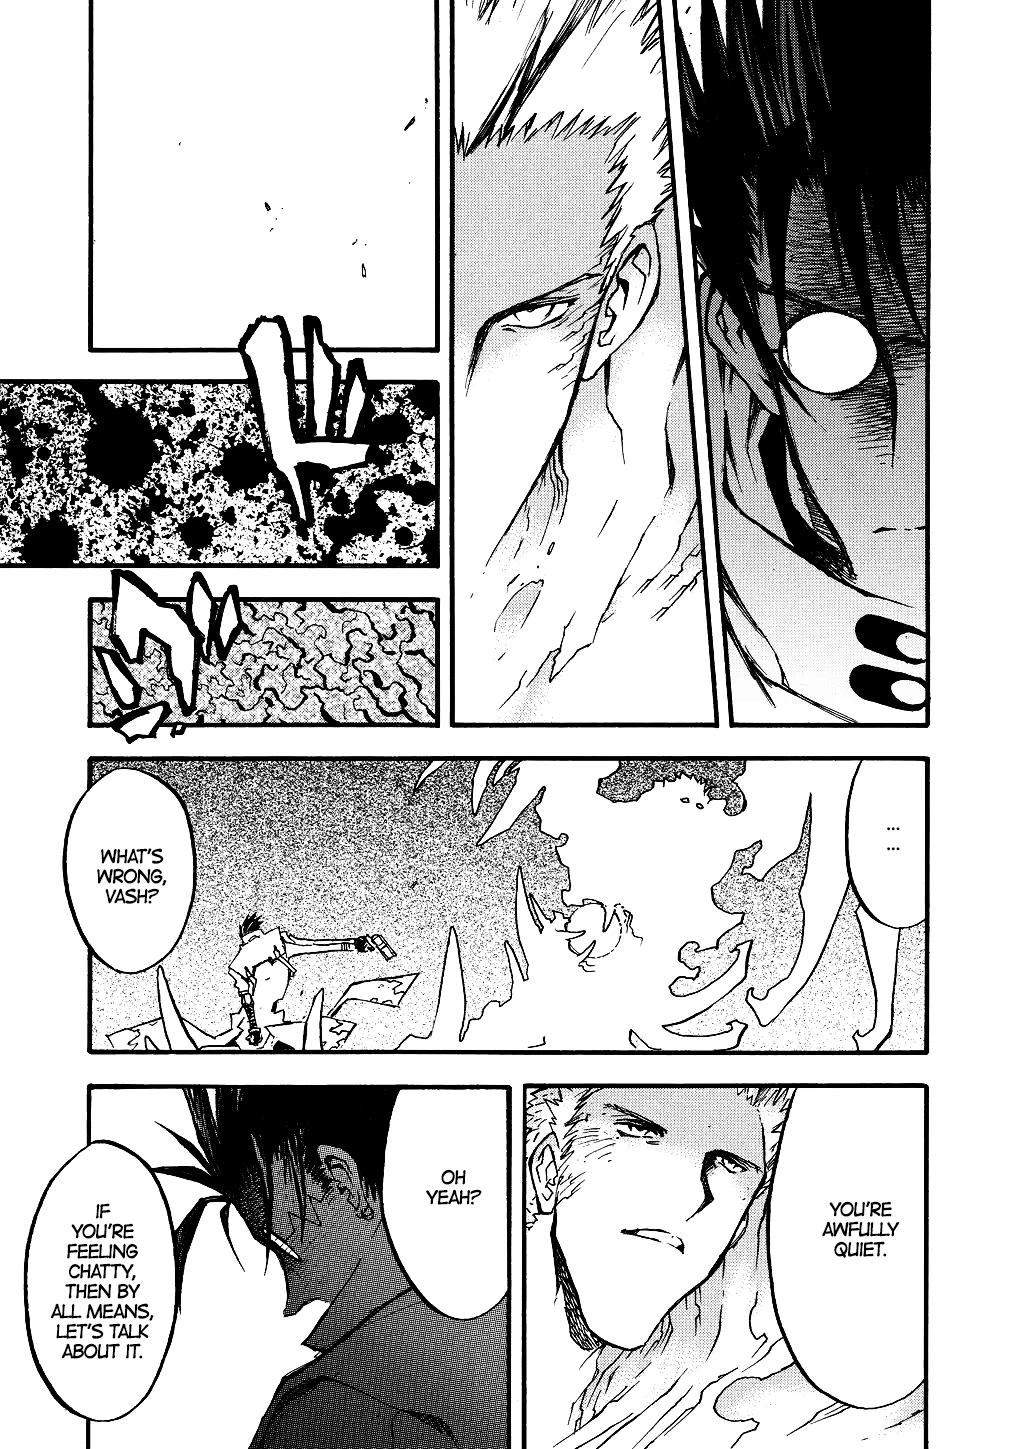 ...
...
WHAT'S
WRONG,
VASH?
YOU'RE
AWFULLY
QUIET.
OH
YEAH?
IF
YOU'RE
FEELING
CHATTY,
THEN BY
ALL MEANS,
LET'S TALK
ABOUT IT.